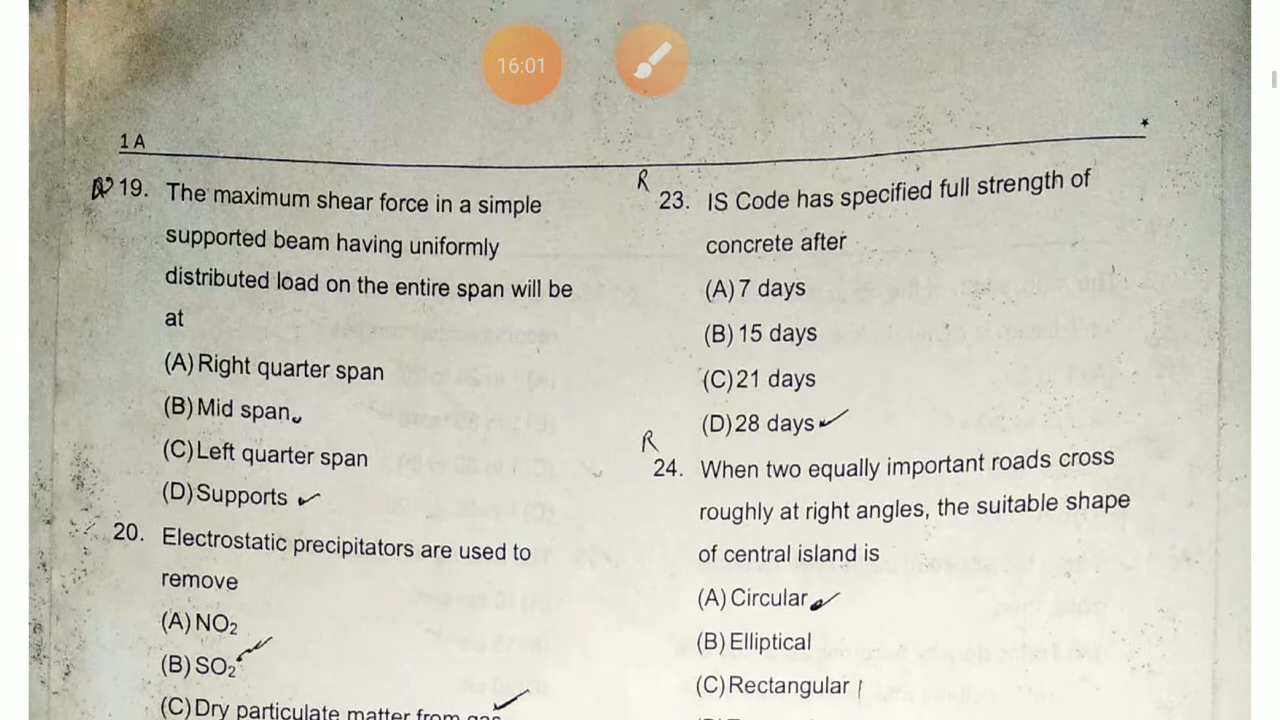 16:01
1 A
19. The maximum shear force in a simple
supported beam having uniformly
distributed load on the entire span will be
at
(A) Right quarter span
(B) Mid span
(C) Left quarter span
(D) Supports
20. Electrostatic precipitators are used to
remove
(A) NO2
(B) SO2
(C) Dry particulate matter from gas
R
23. IS Code has specified full strength of
concrete after
(A) 7 days
(B) 15 days
(C) 21 days
(D) 28 days
R
24. When two equally important roads cross
roughly at right angles, the suitable shape
of central island is
(A) Circular
(B) Elliptical
(C) Rectangular